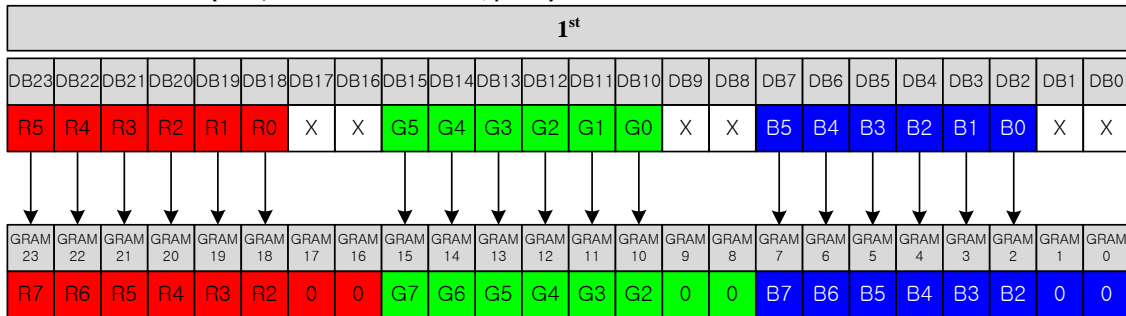 1st
DB23 DB22 DB21 DB20 DB19 DB18 DB17 DB16 DB15 DB14 DB13 DB12 DB11 DB10 DB9 DB8 DB7 DB6 DB5 DB4 DB3 DB2 DB1 DB0
R5 R4 R3 R2 R1 R0 X X G5 G4 G3 G2 G1 G0 X X B5 B4 B3 B2 B1 B0 X X
GRAM GRAM GRAM GRAM GRAM GRAM GRAM GRAM GRAM GRAM GRAM GRAM GRAM GRAM GRAM GRAM GRAM GRAM GRAM GRAM GRAM GRAM GRAM GRAM
23 22 21 20 19 18 17 16 15 14 13 12 11 10 9 8 7 6 5 4 3 2 1 0
R7 R6 R5 R4 R3 R2 0 0 G7 G6 G5 G4 G3 G2 0 0 B7 B6 B5 B4 B3 B2 0 0